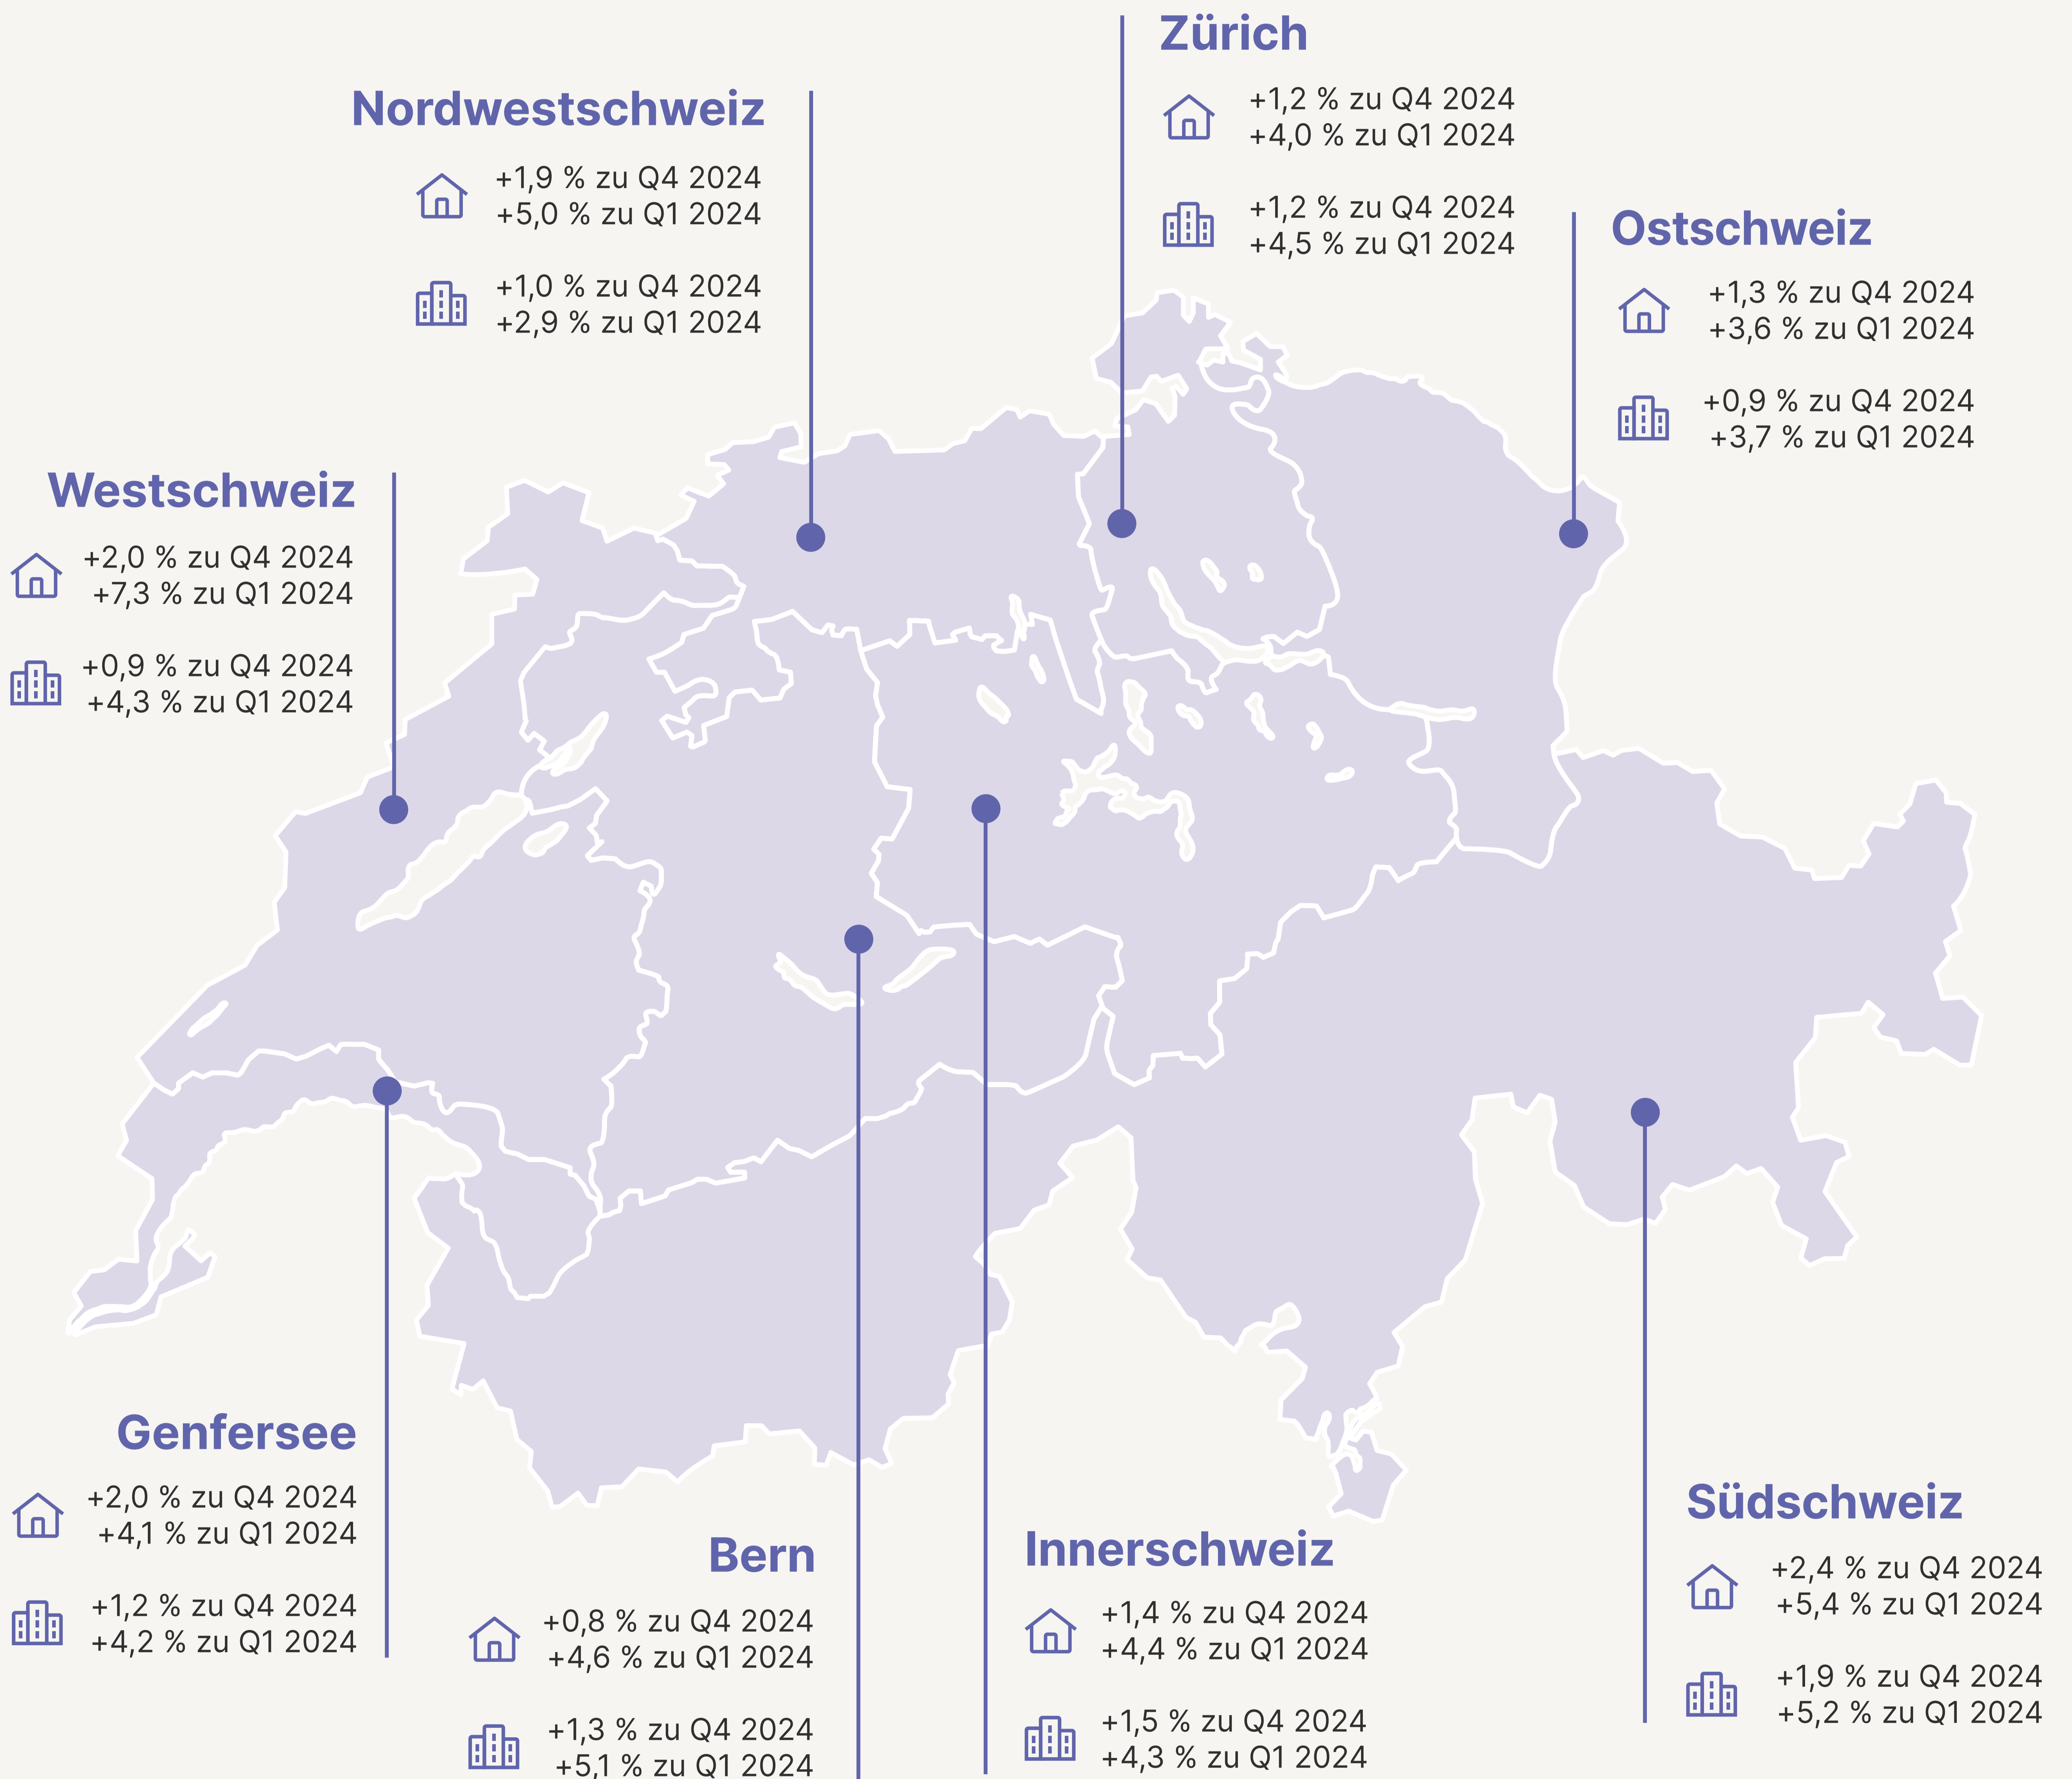 Zürich
+1,2 % zu Q4 2024
+4,0 % zu Q1 2024
+1,2 % zu Q4 2024
+4,5 % zu Q1 2024
Nordwestschweiz
+1,9 % zu Q4 2024
+5,0 % zu Q1 2024
+1,0 % zu Q4 2024
+2,9 % zu Q1 2024
Ostschweiz
+1,3 % zu Q4 2024
+3,6 % zu Q1 2024
+0,9 % zu Q4 2024
+3,7 % zu Q1 2024
Westschweiz
+2,0 % zu Q4 2024
+7,3 % zu Q1 2024
+0,9 % zu Q4 2024
+4,3 % zu Q1 2024
Genfersee
+2,0 % zu Q4 2024
+4,1 % zu Q1 2024
+1,2 % zu Q4 2024
+4,2 % zu Q1 2024
Bern
+0,8 % zu Q4 2024
+4,6 % zu Q1 2024
+1,3 % zu Q4 2024
+5,1 % zu Q1 2024
Innerschweiz
+1,4 % zu Q4 2024
+4,4 % zu Q1 2024
+1,5 % zu Q4 2024
+4,3 % zu Q1 2024
Südschweiz
+2,4 % zu Q4 2024
+5,4 % zu Q1 2024
+1,9 % zu Q4 2024
+5,2 % zu Q1 2024